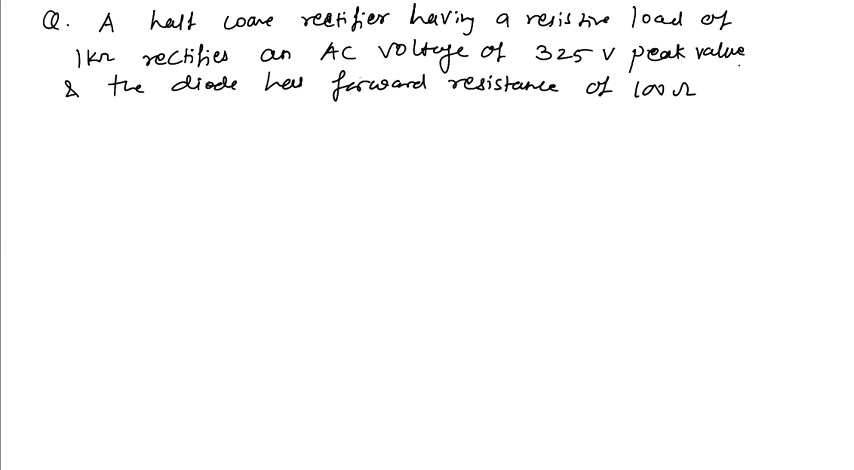 Q. A half wave rectifier having a resistive load of
1kΩ rectifies an AC voltage of 325 V peak value
& the diode has forward resistance of 100 Ω